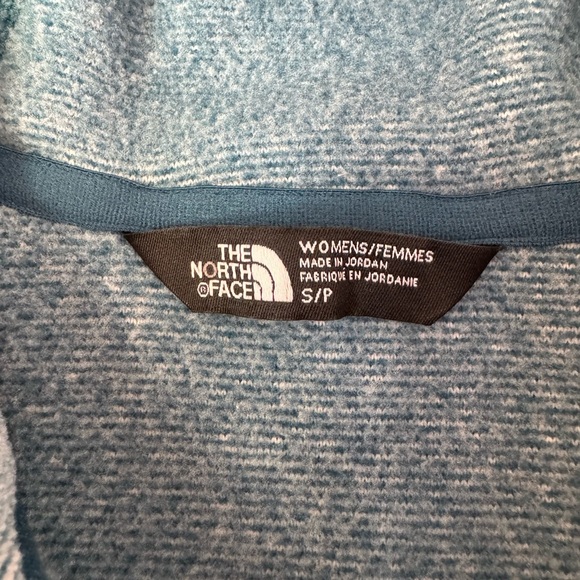 THE
NORTH
®FACE
WOMENS/FEMMES
MADE IN JORDAN
FABRIQUÉ EN JORDANIE
S/P